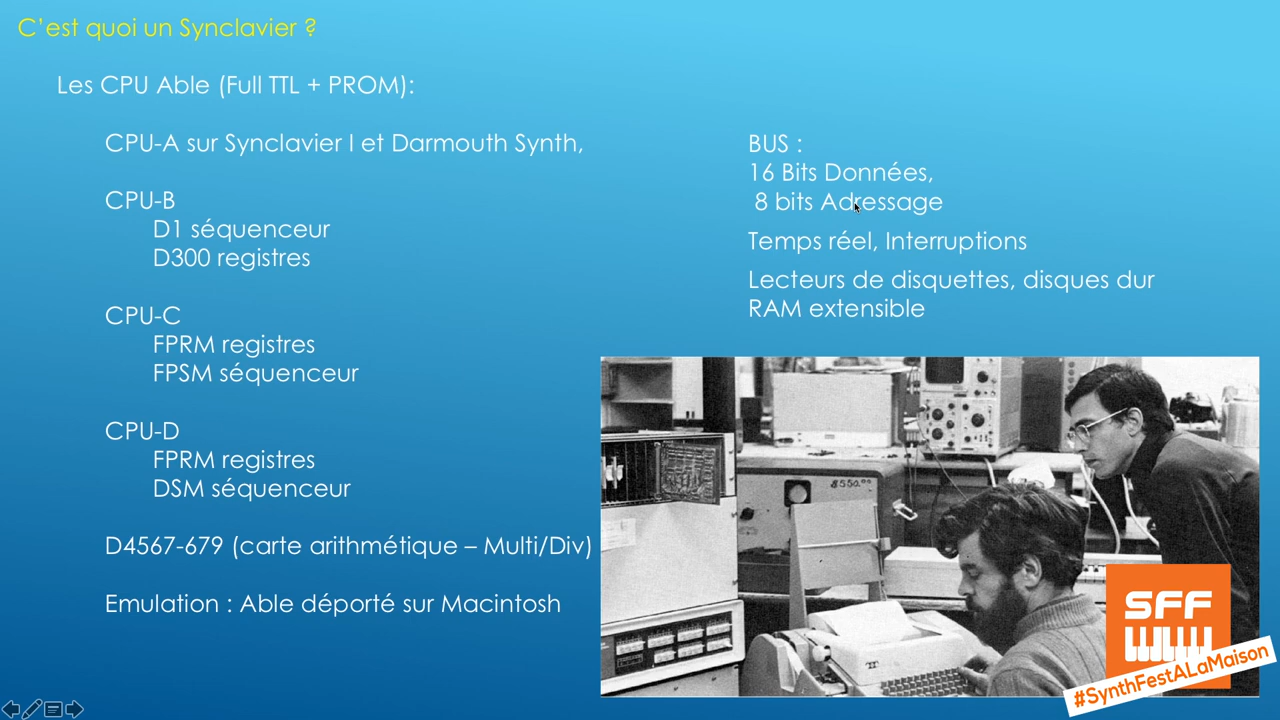 C'est quoi un Synclavier ?
Les CPU Able (Full TTL + PROM):
CPU-A sur Synclavier I et Darmouth Synth,
CPU-B
D1 séquenceur
D300 registres
CPU-C
FPRM registres
FPSM séquenceur
CPU-D
FPRM registres
DSM séquenceur
D4567-679 (carte arithmétique – Multi/Div)
Emulation : Able déporté sur Macintosh
BUS :
16 Bits Données,
8 bits Adressage
Temps réel, Interruptions
Lecteurs de disquettes, disques dur
RAM extensible
SFF
#SynthFestALaMaison